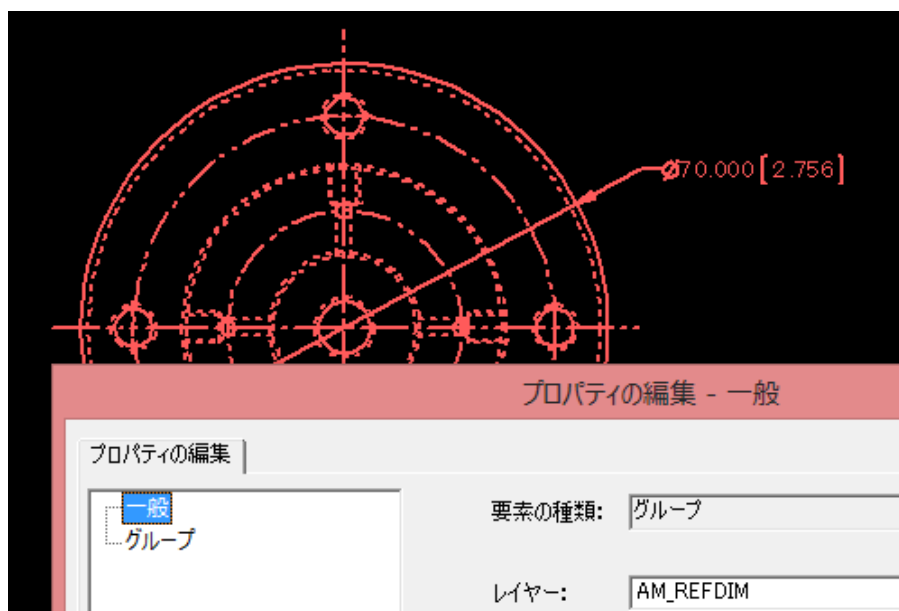 ⌀70.000[2.756]
プロパティの編集 - 一般
プロパティの編集
一般
グループ
要素の種類: グループ
レイヤー: AM_REFDIM